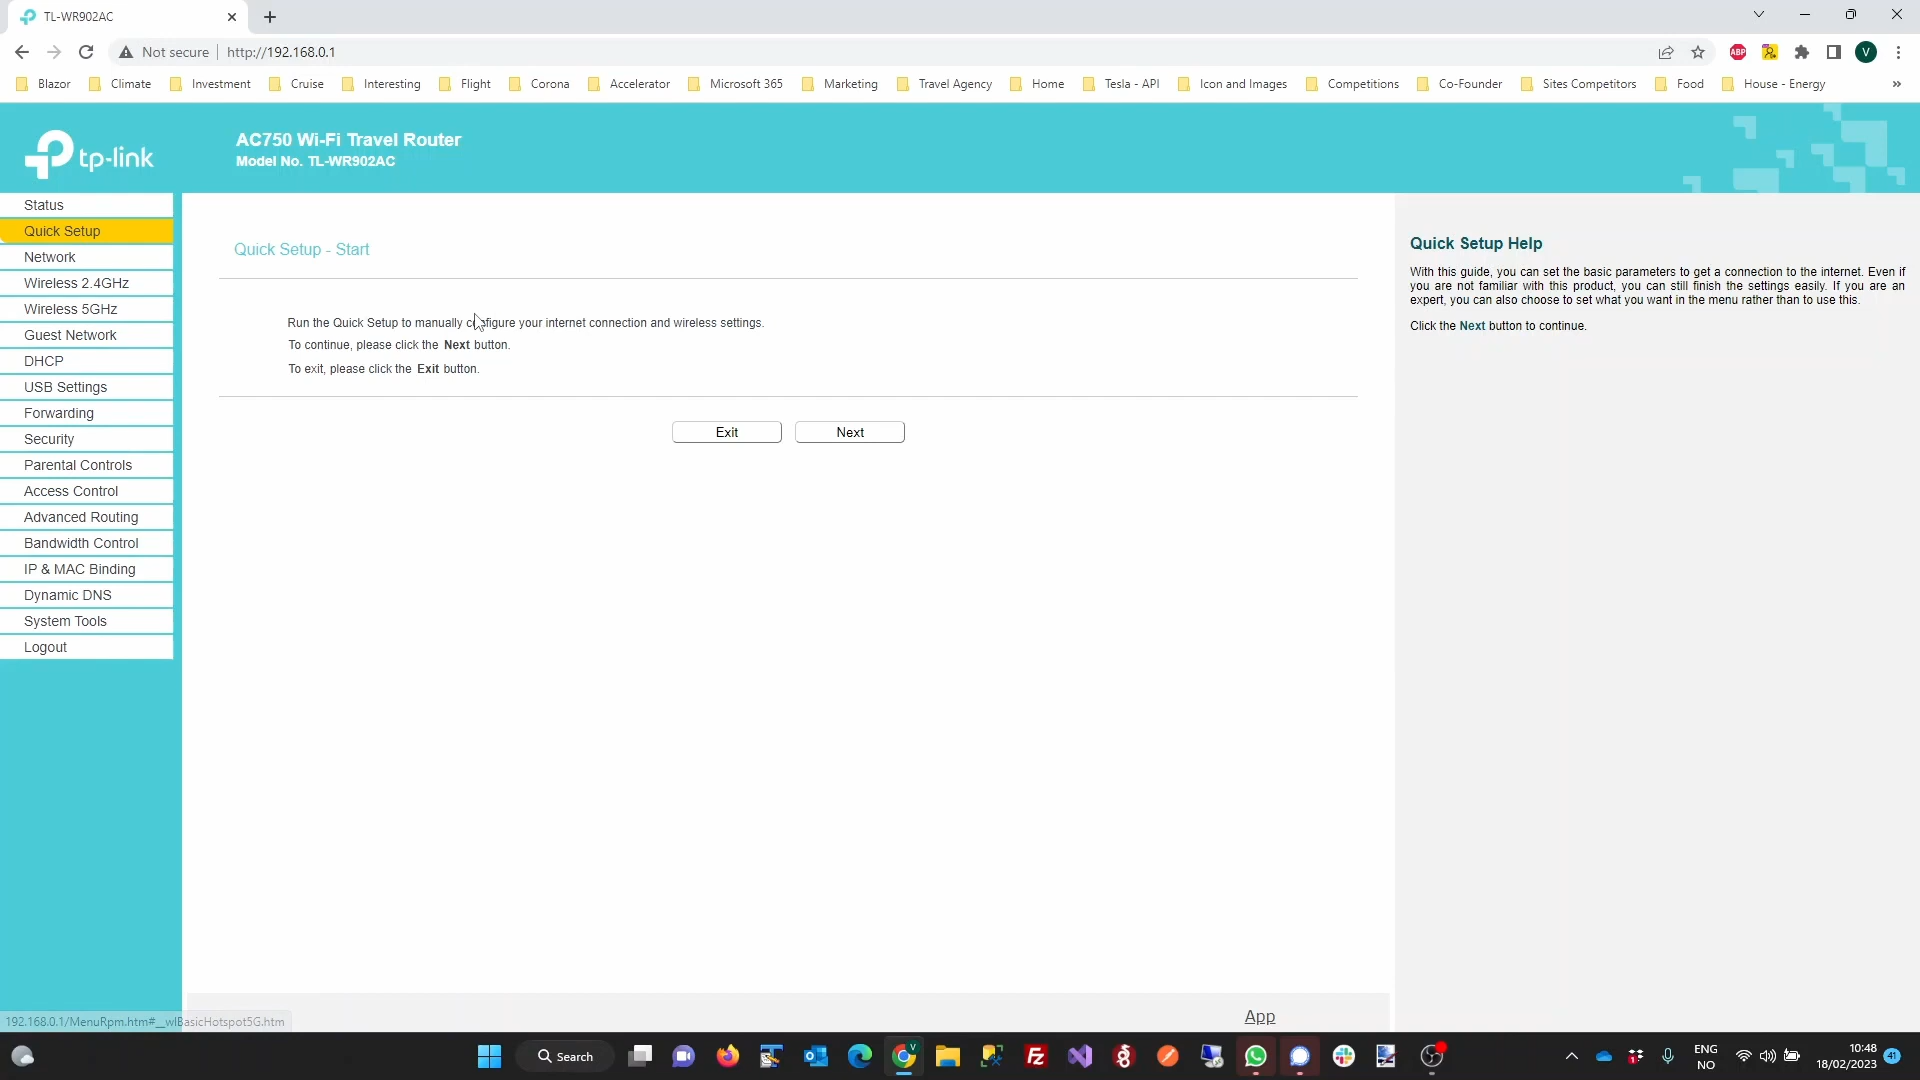 TL-WR902AC
Not secure
http://192.168.0.1
ABP
V
Blazor
Climate
Investment
Cruise
Interesting
Flight
Corona
Accelerator
Microsoft 365
Marketing
Travel Agency
Home
Tesla - API
Icon and Images
Competitions
Co-Founder
Sites Competitors
Food
House - Energy
»
tp-link
AC750 Wi-Fi Travel Router
Model No. TL-WR902AC
Status
Quick Setup
Network
Wireless 2.4GHz
Wireless 5GHz
Guest Network
DHCP
USB Settings
Forwarding
Security
Parental Controls
Access Control
Advanced Routing
Bandwidth Control
IP & MAC Binding
Dynamic DNS
System Tools
Logout
Quick Setup - Start
Run the Quick Setup to manually configure your internet connection and wireless settings.
To continue, please click the Next button.
To exit, please click the Exit button.
Exit
Next
Quick Setup Help
With this guide, you can set the basic parameters to get a connection to the internet. Even if
you are not familiar with this product, you can still finish the settings easily. If you are an
expert, you can also choose to set what you want in the menu rather than to use this.
Click the Next button to continue.
App
192.168.0.1/MenuRpm.htm#__wlBasicHotspot5G.htm
Search
V
FZ
ENG
NO
10:48
18/02/2023
41